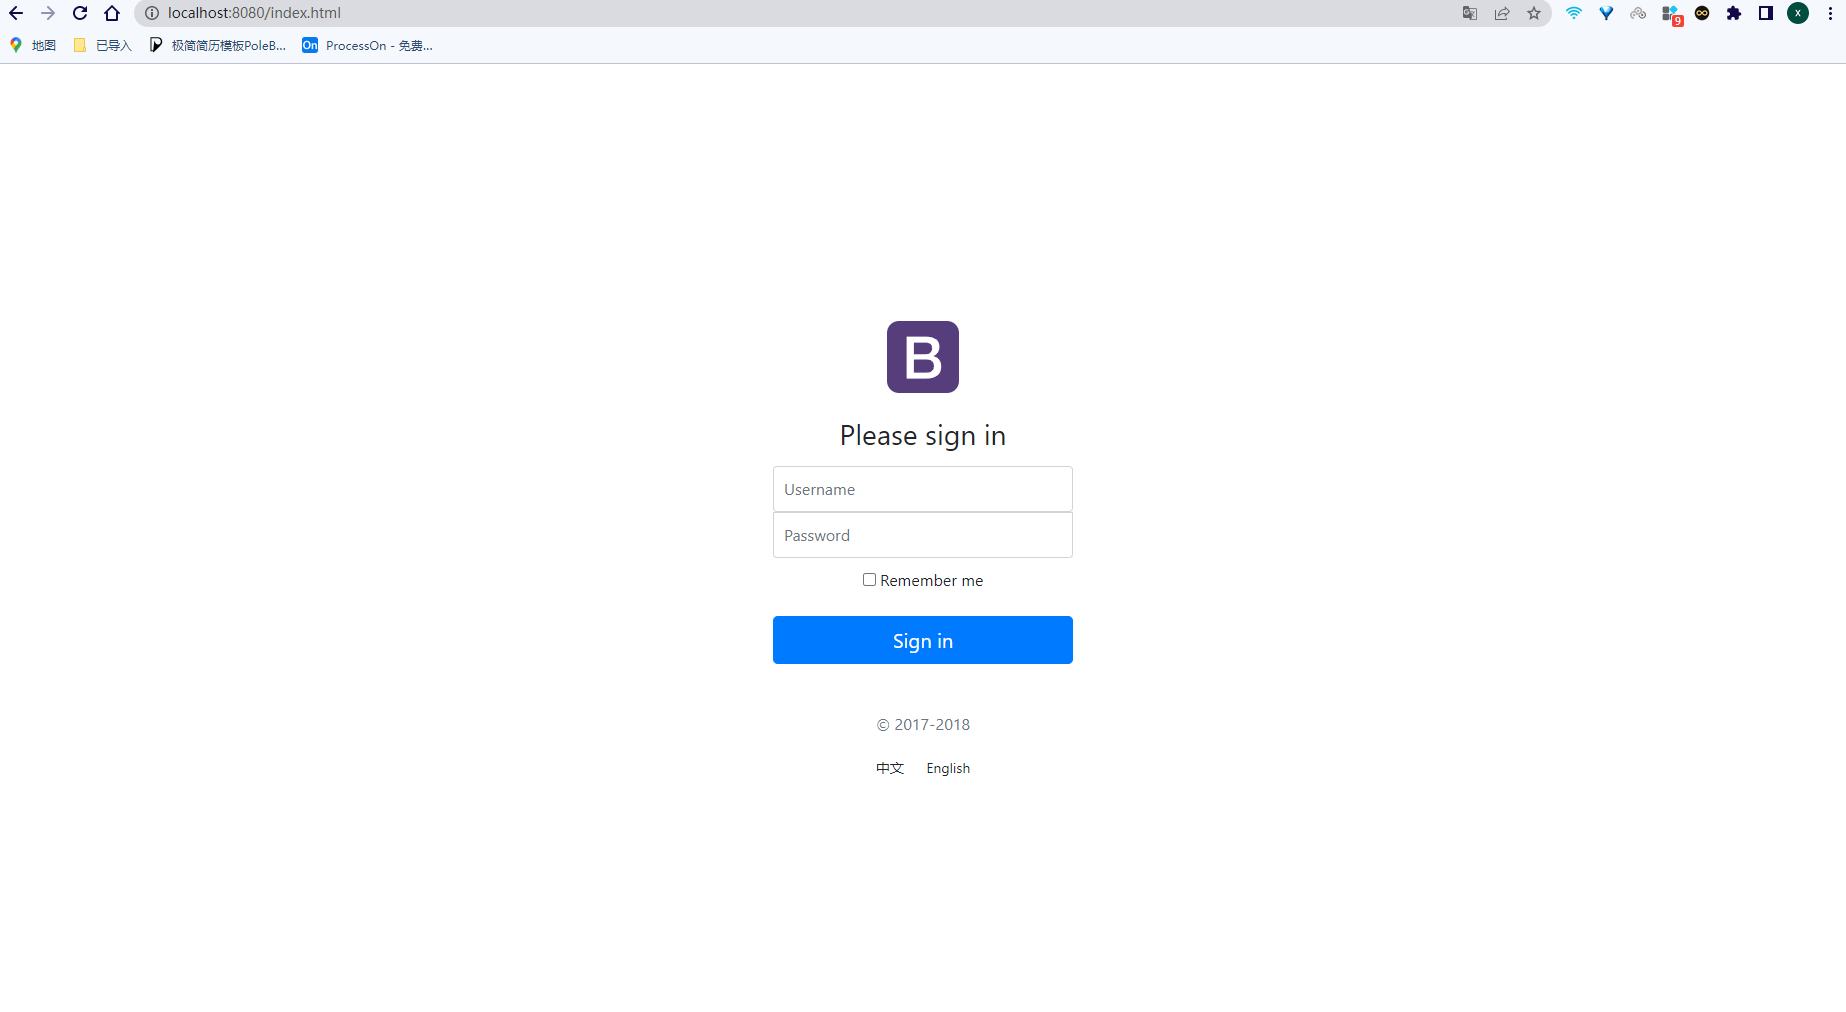 localhost:8080/index.html
9
X
地图
已导入
极简简历模板PoleB...
On
ProcessOn - 免费...
B
Please sign in
Username
Password
Remember me
Sign in
© 2017-2018
中文 English